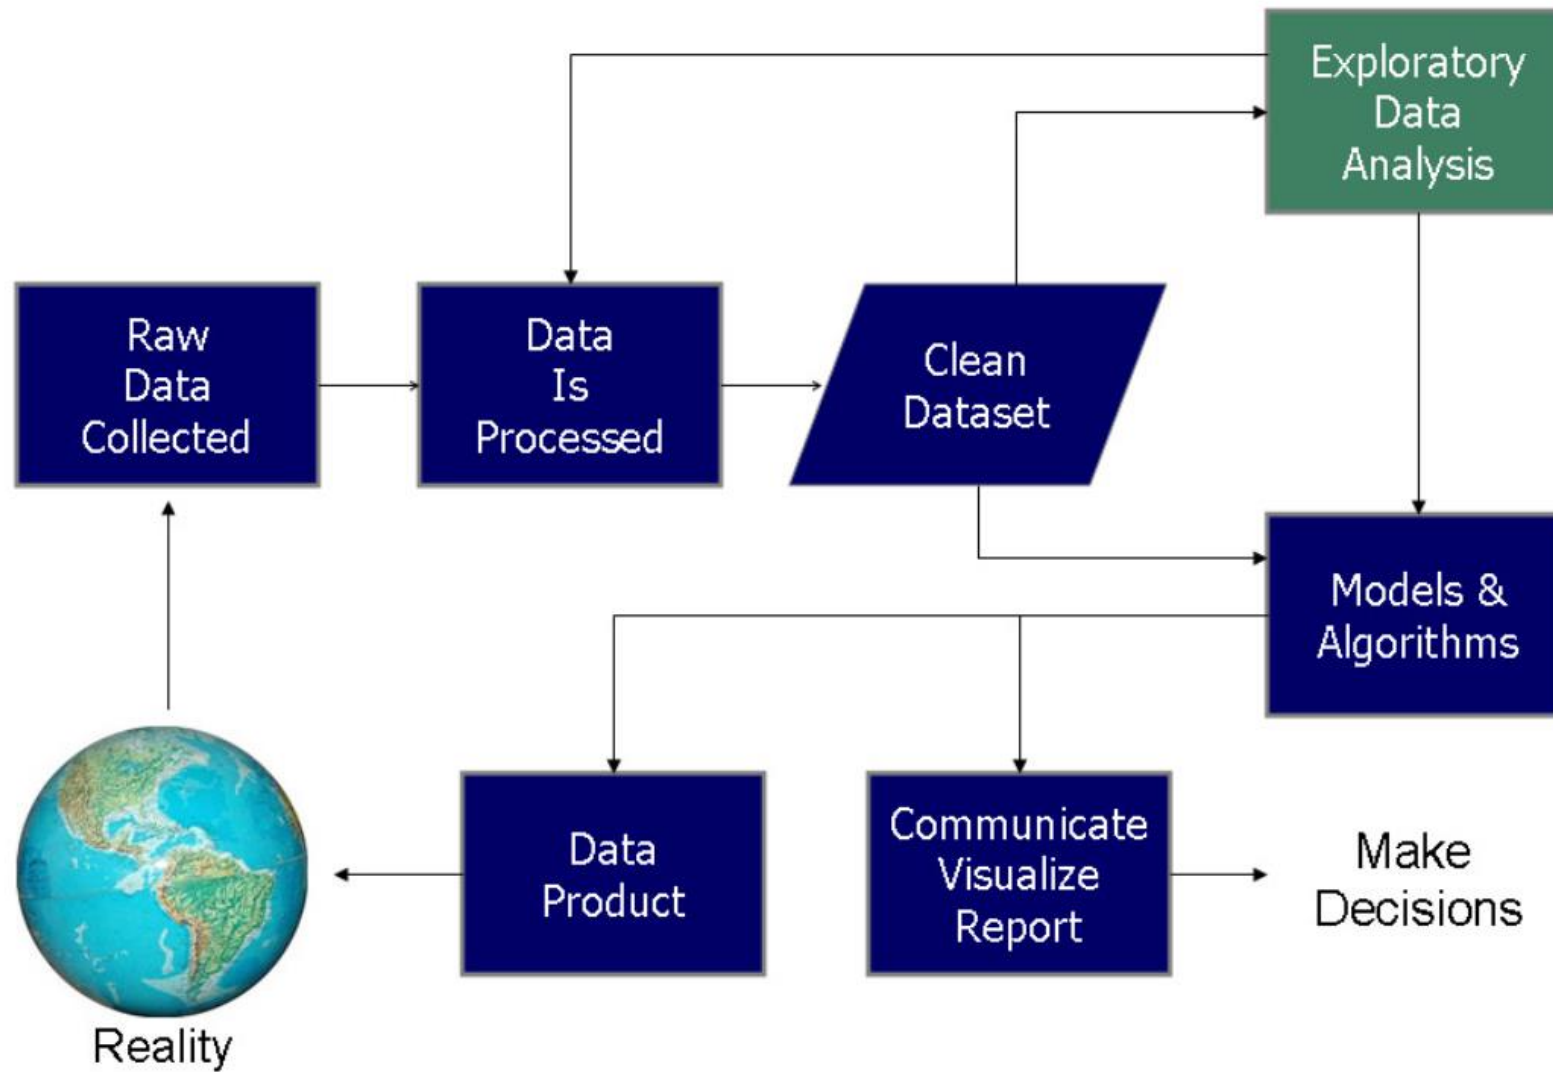 Exploratory
Data
Analysis
Raw
Data
Collected
Data
Is
Processed
Clean
Dataset
Models &
Algorithms
Data
Product
Communicate
Visualize
Report
Make
Decisions
Reality